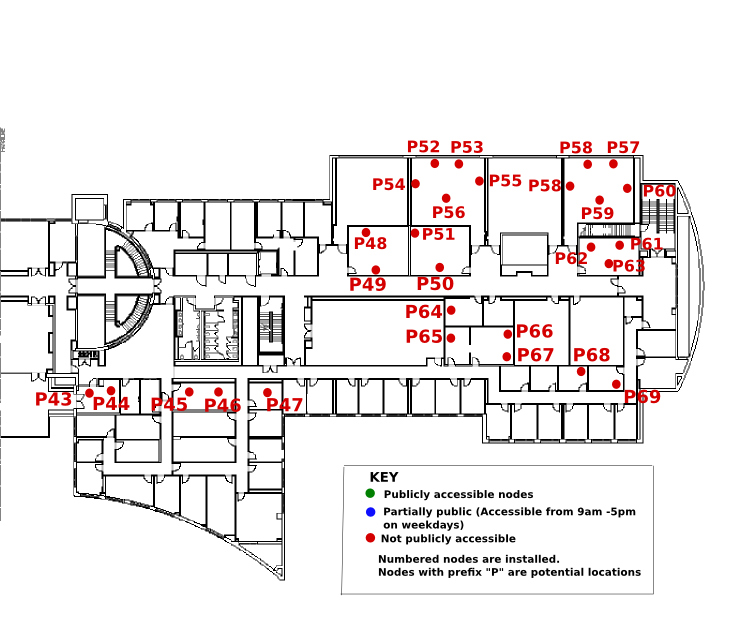 P52 P53
P58 P57
P54
P55
P58
P60
P56
P59
P51
P48
P61
P62
P63
P49
P50
P64
P65
P66
P67
P68
P69
P43
P44
P45
P46
P47
KEY
Publicly accessible nodes
Partially public (Accessible from 9am -5pm
on weekdays)
Not publicly accessible
Numbered nodes are installed.
Nodes with prefix "P" are potential locations